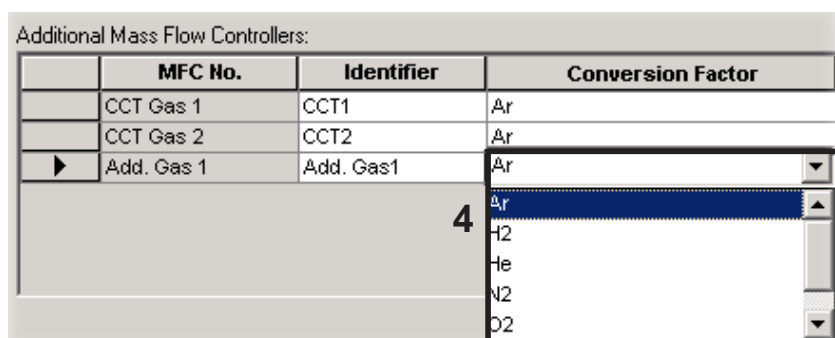 Additional Mass Flow Controllers:
MFC No. Identifier Conversion Factor
CCT Gas 1 CCT1 Ar
CCT Gas 2 CCT2 Ar
Add. Gas 1 Add. Gas1 Ar
4
Ar
H2
He
N2
O2